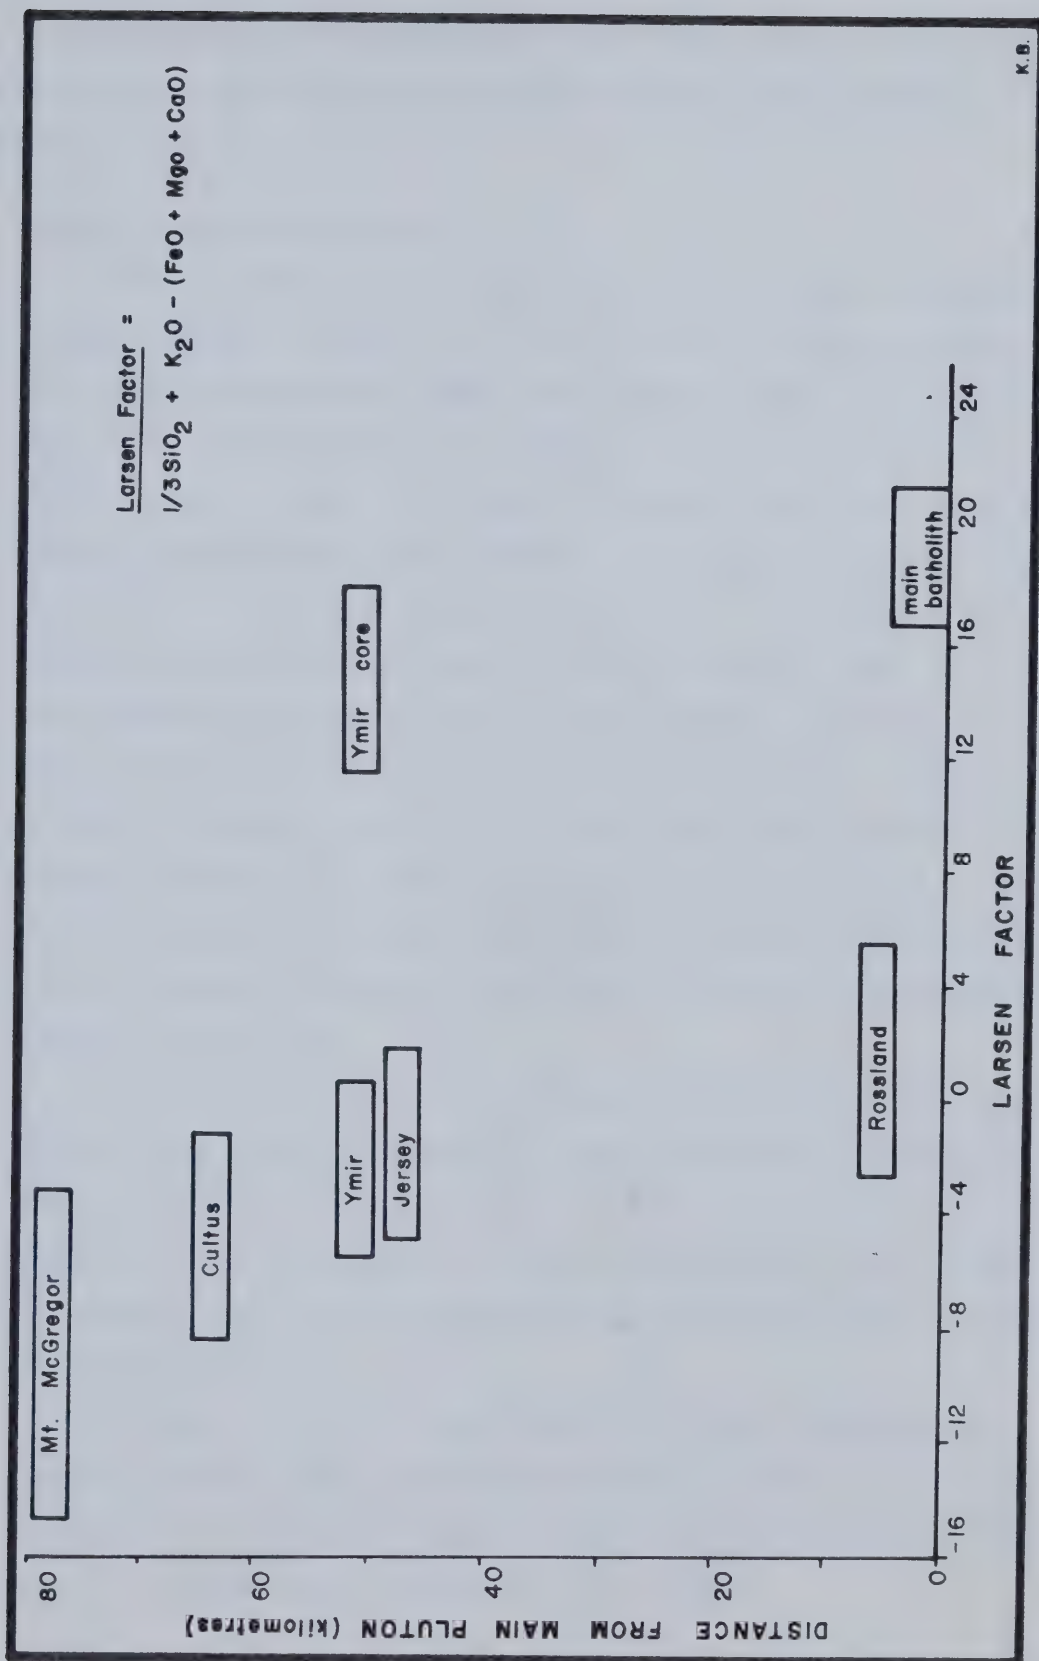 Larsen Factor =
1/3 SiO2 + K2O - (FeO + Mgo + CaO)
K.B.
DISTANCE FROM MAIN PLUTON (kilometres)
80
60
40
20
0
Mt. McGregor
Cultus
Ymir
Jersey
Ymir core
Rossland
main
batholith
-16
-12
-8
-4
0
4
8
12
16
20
24
LARSEN FACTOR